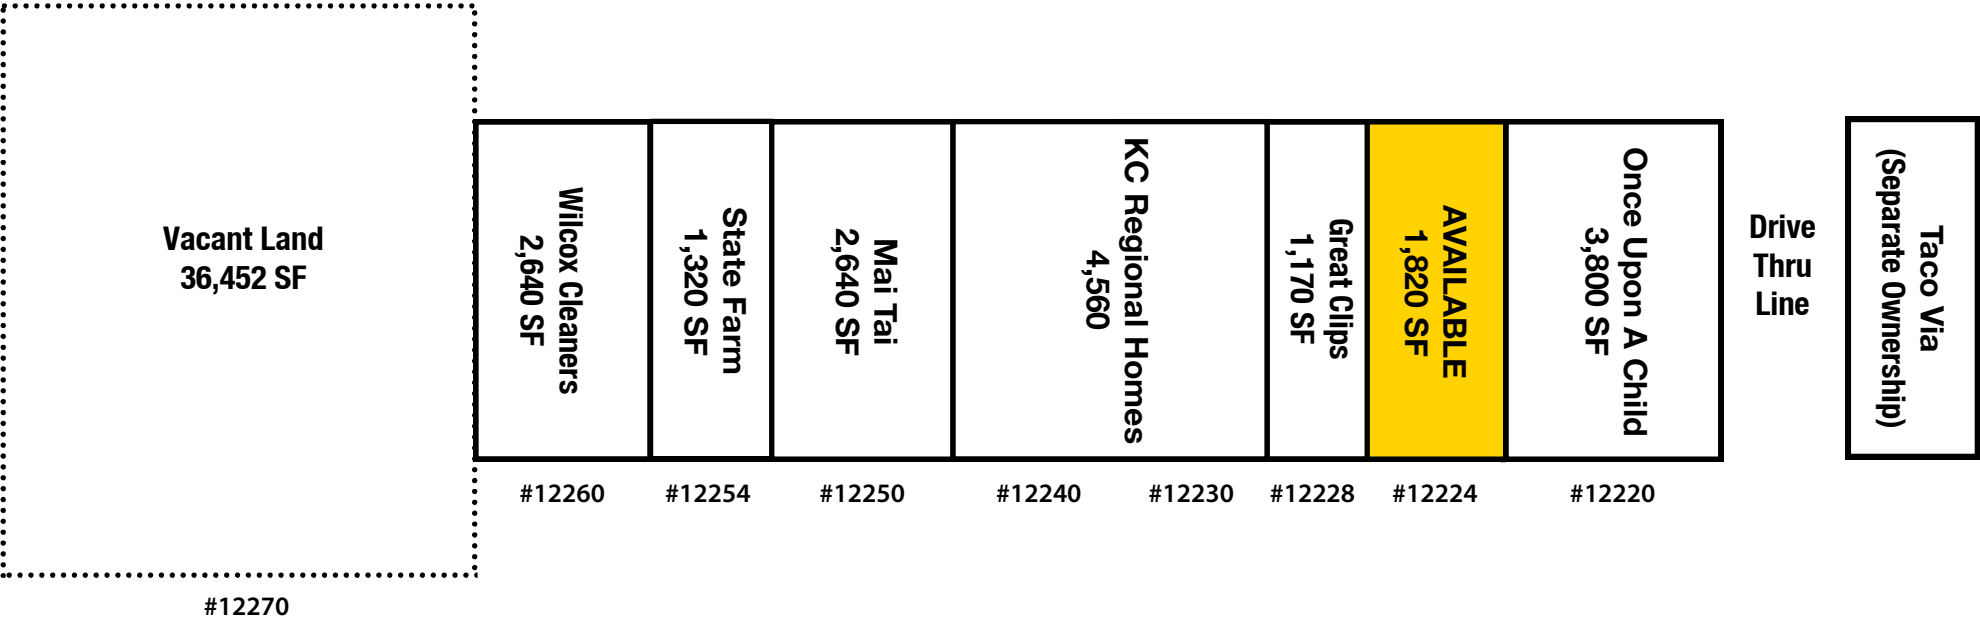 Vacant Land
36,452 SF
#12270
Wilcox Cleaners
2,640 SF
#12260
State Farm
1,320 SF
#12254
Mai Tai
2,640 SF
#12250
KC Regional Homes
4,560
#12240
#12230
Great Clips
1,170 SF
#12228
AVAILABLE
1,820 SF
#12224
Once Upon A Child
3,800 SF
#12220
Drive
Thru
Line
Taco Via
(Separate Ownership)